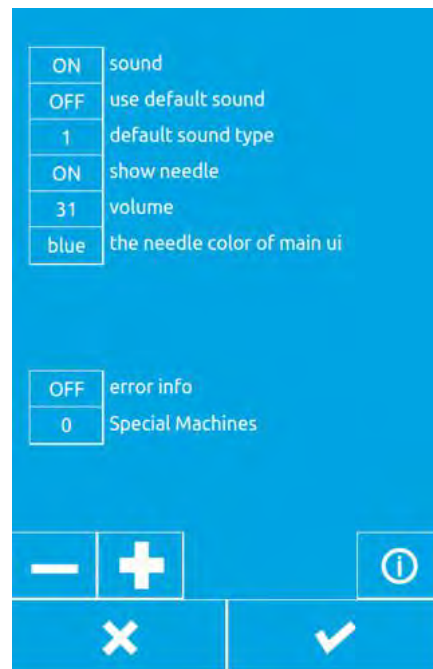 ON sound
OFF use default sound
1 default sound type
ON show needle
31 volume
blue the needle color of main ui
OFF error info
0 Special Machines